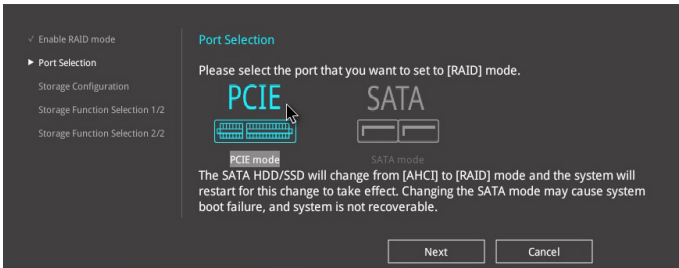 ✓ Enable RAID mode
▶ Port Selection
Storage Configuration
Storage Function Selection 1/2
Storage Function Selection 2/2
Port Selection
Please select the port that you want to set to [RAID] mode.
PCIE
SATA
PCIE mode
SATA mode
The SATA HDD/SSD will change from [AHCI] to [RAID] mode and the system will
restart for this change to take effect. Changing the SATA mode may cause system
boot failure, and system is not recoverable.
Next
Cancel